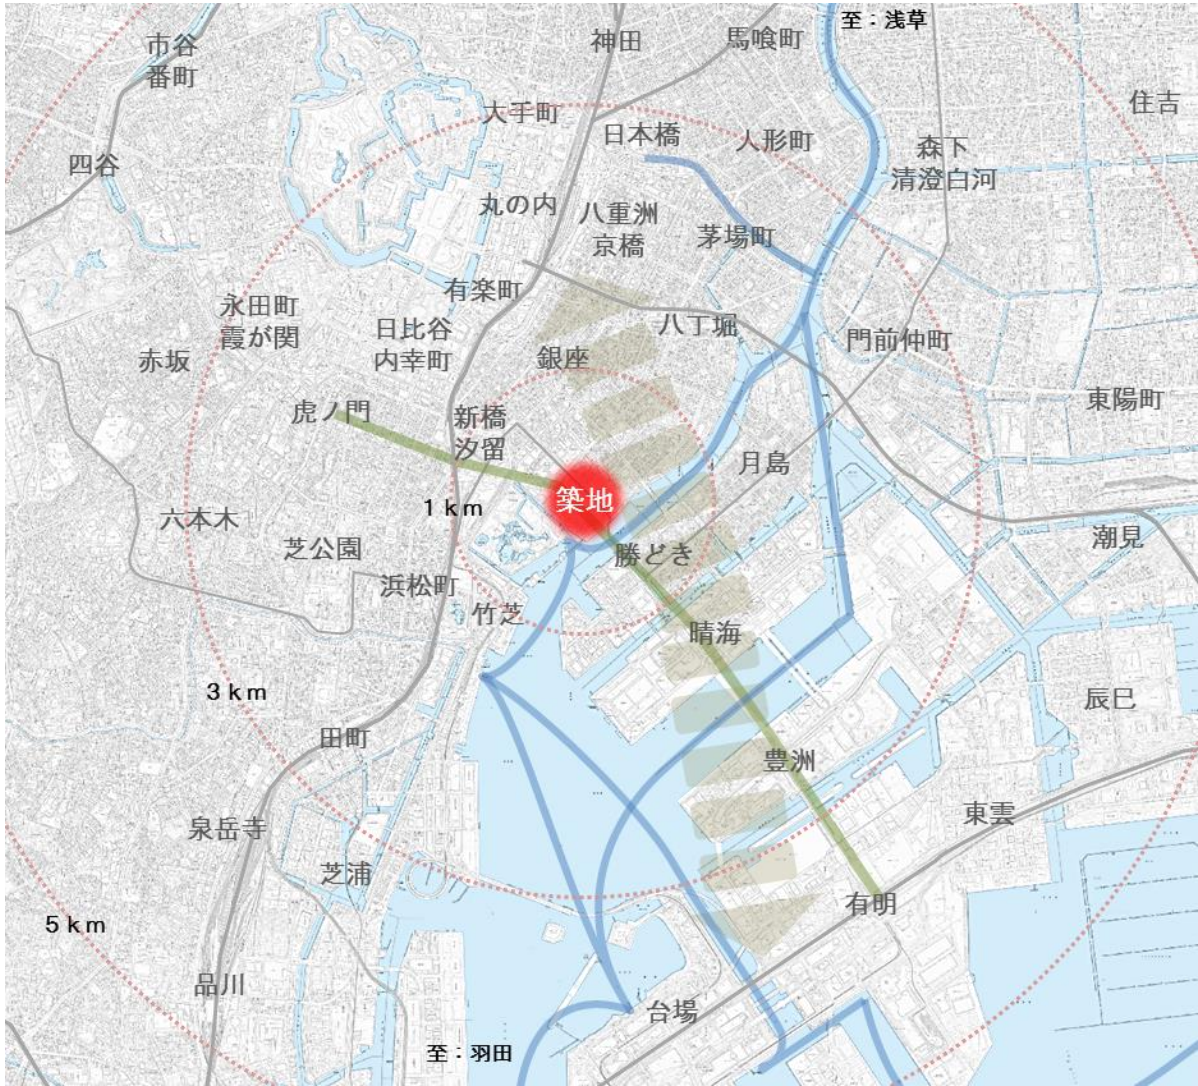 至：浅草
市谷
番町
神田
馬喰町
大手町
日本橋
人形町
住吉
四谷
森下
清澄白河
丸の内
八重洲
京橋
茅場町
有楽町
永田町
霞が関
日比谷
内幸町
八丁堀
門前仲町
赤坂
銀座
東陽町
虎ノ門
新橋
汐留
月島
築地
1km
六本木
芝公園
勝どき
潮見
浜松町
竹芝
晴海
3km
辰巳
田町
豊洲
東雲
泉岳寺
芝浦
有明
5km
品川
台場
至：羽田